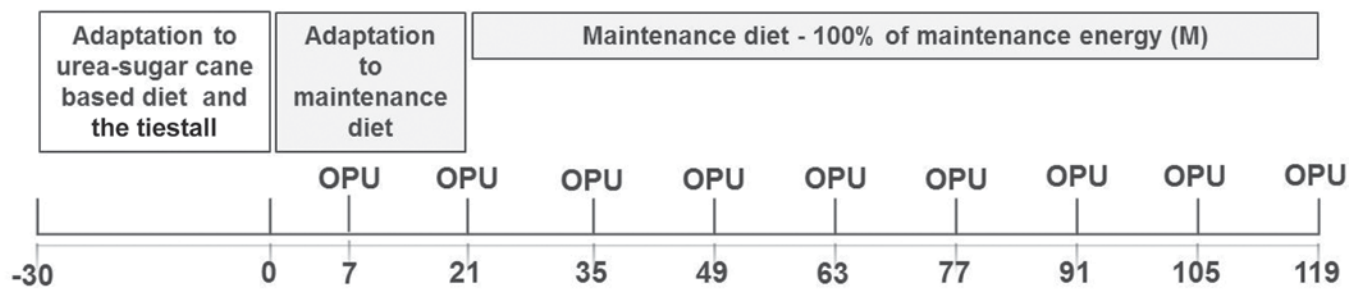 Adaptation to
urea-sugar cane
based diet and
the tiestall
Adaptation
to
maintenance
diet
Maintenance diet - 100% of maintenance energy (M)
OPU OPU OPU OPU OPU OPU OPU OPU OPU
-30 0 7 21 35 49 63 77 91 105 119